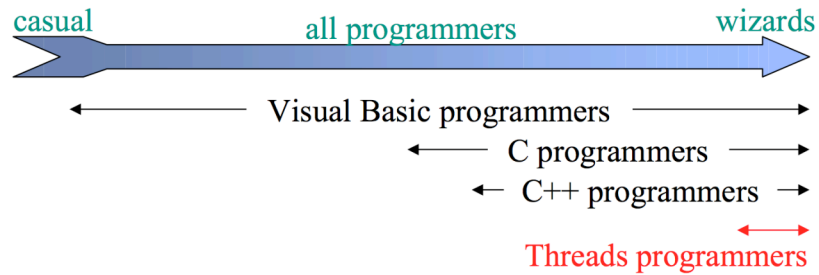 casual all programmers wizards
Visual Basic programmers
C programmers
C++ programmers
Threads programmers